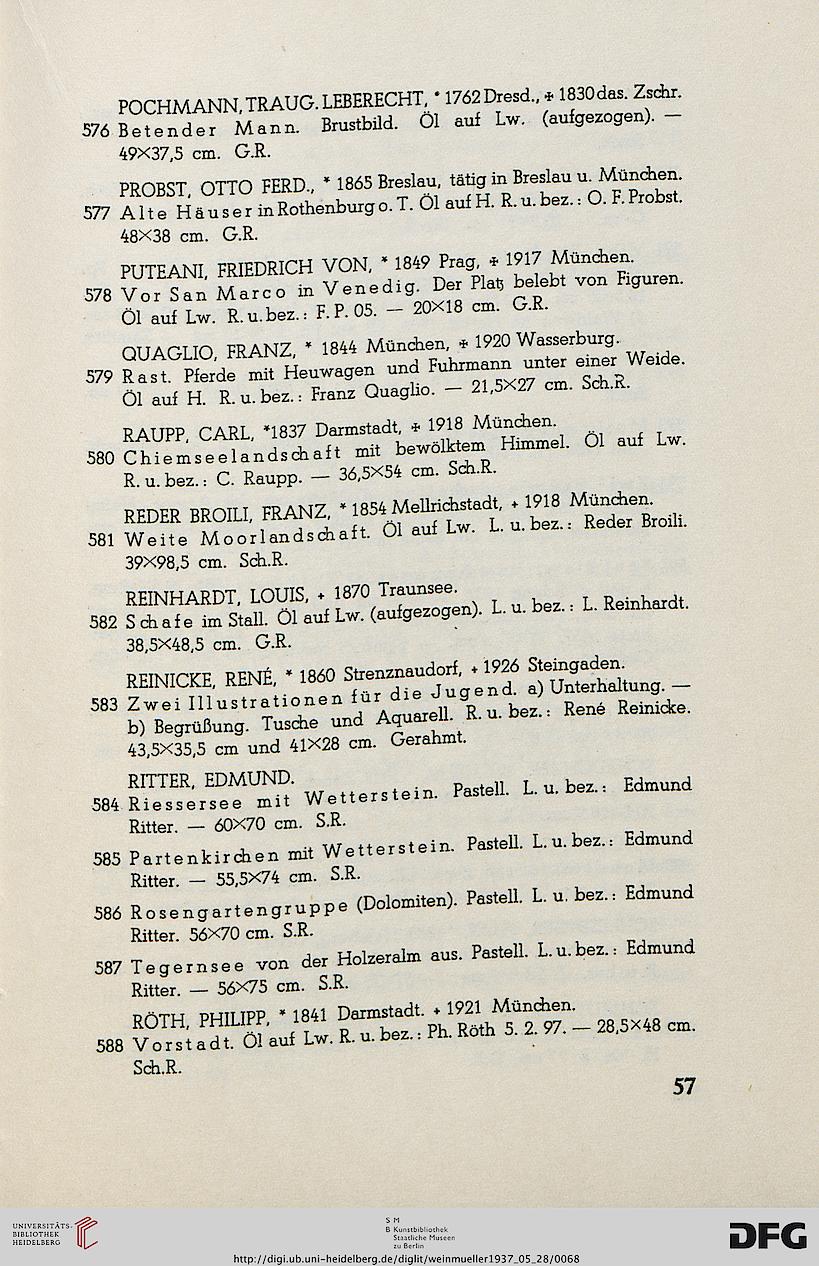 POCHMANN, TRAUG. LEBERECHT, * 1762 Dresd., ✠ 1830 das. Zschr.
576 Betender Mann. Brustbild. Öl auf Lw. (aufgezogen). —
49×37,5 cm. G.R.
PROBST, OTTO FERD., * 1865 Breslau, tätig in Breslau u. München.
577 Alte Häuser in Rothenburg o. T. Öl auf H. R. u. bez.: O. F. Probst.
48×38 cm. G.R.
PUTEANI, FRIEDRICH VON, * 1849 Prag, ✠ 1917 München.
578 Vor San Marco in Venedig. Der Platz belebt von Figuren.
Öl auf Lw. R. u. bez.: F. P. 05. — 20×18 cm. G.R.
QUAGLIO, FRANZ, * 1844 München, ✠ 1920 Wasserburg.
579 Rast. Pferde mit Heuwagen und Fuhrmann unter einer Weide.
Öl auf H. R. u. bez.: Franz Quaglio. — 21,5×27 cm. Sch.R.
RAUPP, CARL, *1837 Darmstadt, ✠ 1918 München.
580 Chiemseelandschaft mit bewölktem Himmel. Öl auf Lw.
R. u. bez.: C. Raupp. — 36,5×54 cm. Sch.R.
REDER BROILI, FRANZ, * 1854 Mellrichstadt, + 1918 München.
581 Weite Moorlandschaft. Öl auf Lw. L. u. bez.: Reder Broili.
39×98,5 cm. Sch.R.
REINHARDT, LOUIS, + 1870 Traunsee.
582 Schafe im Stall. Öl auf Lw. (aufgezogen). L. u. bez.: L. Reinhardt.
38,5×48,5 cm. G.R.
REINICKE, RENÉ, * 1860 Strenznaudorf, + 1926 Steingaden.
583 Zwei Illustrationen für die Jugend. a) Unterhaltung. —
b) Begrüßung. Tusche und Aquarell. R. u. bez.: René Reinicke.
43,5×35,5 cm und 41×28 cm. Gerahmt.
RITTER, EDMUND.
584 Riessersee mit Wetterstein. Pastell. L. u. bez.: Edmund
Ritter. — 60×70 cm. S.R.
585 Partenkirchen mit Wetterstein. Pastell. L. u. bez.: Edmund
Ritter. — 55,5×74 cm. S.R.
586 Rosengartengruppe (Dolomiten). Pastell. L. u. bez.: Edmund
Ritter. 56×70 cm. S.R.
587 Tegernsee von der Holzeralm aus. Pastell. L. u. bez.: Edmund
Ritter. — 56×75 cm. S.R.
RÖTH, PHILIPP, * 1841 Darmstadt. + 1921 München.
588 Vorstadt. Öl auf Lw. R. u. bez.: Ph. Röth 5. 2. 97. — 28,5×48 cm.
Sch.R.
57
UNIVERSITÄTS-
BIBLIOTHEK
HEIDELBERG
S M
B Kunstbibliothek
Staatliche Museen
zu Berlin
DFG
http://digi.ub.uni-heidelberg.de/diglit/weinmueller1937_05_28/0068